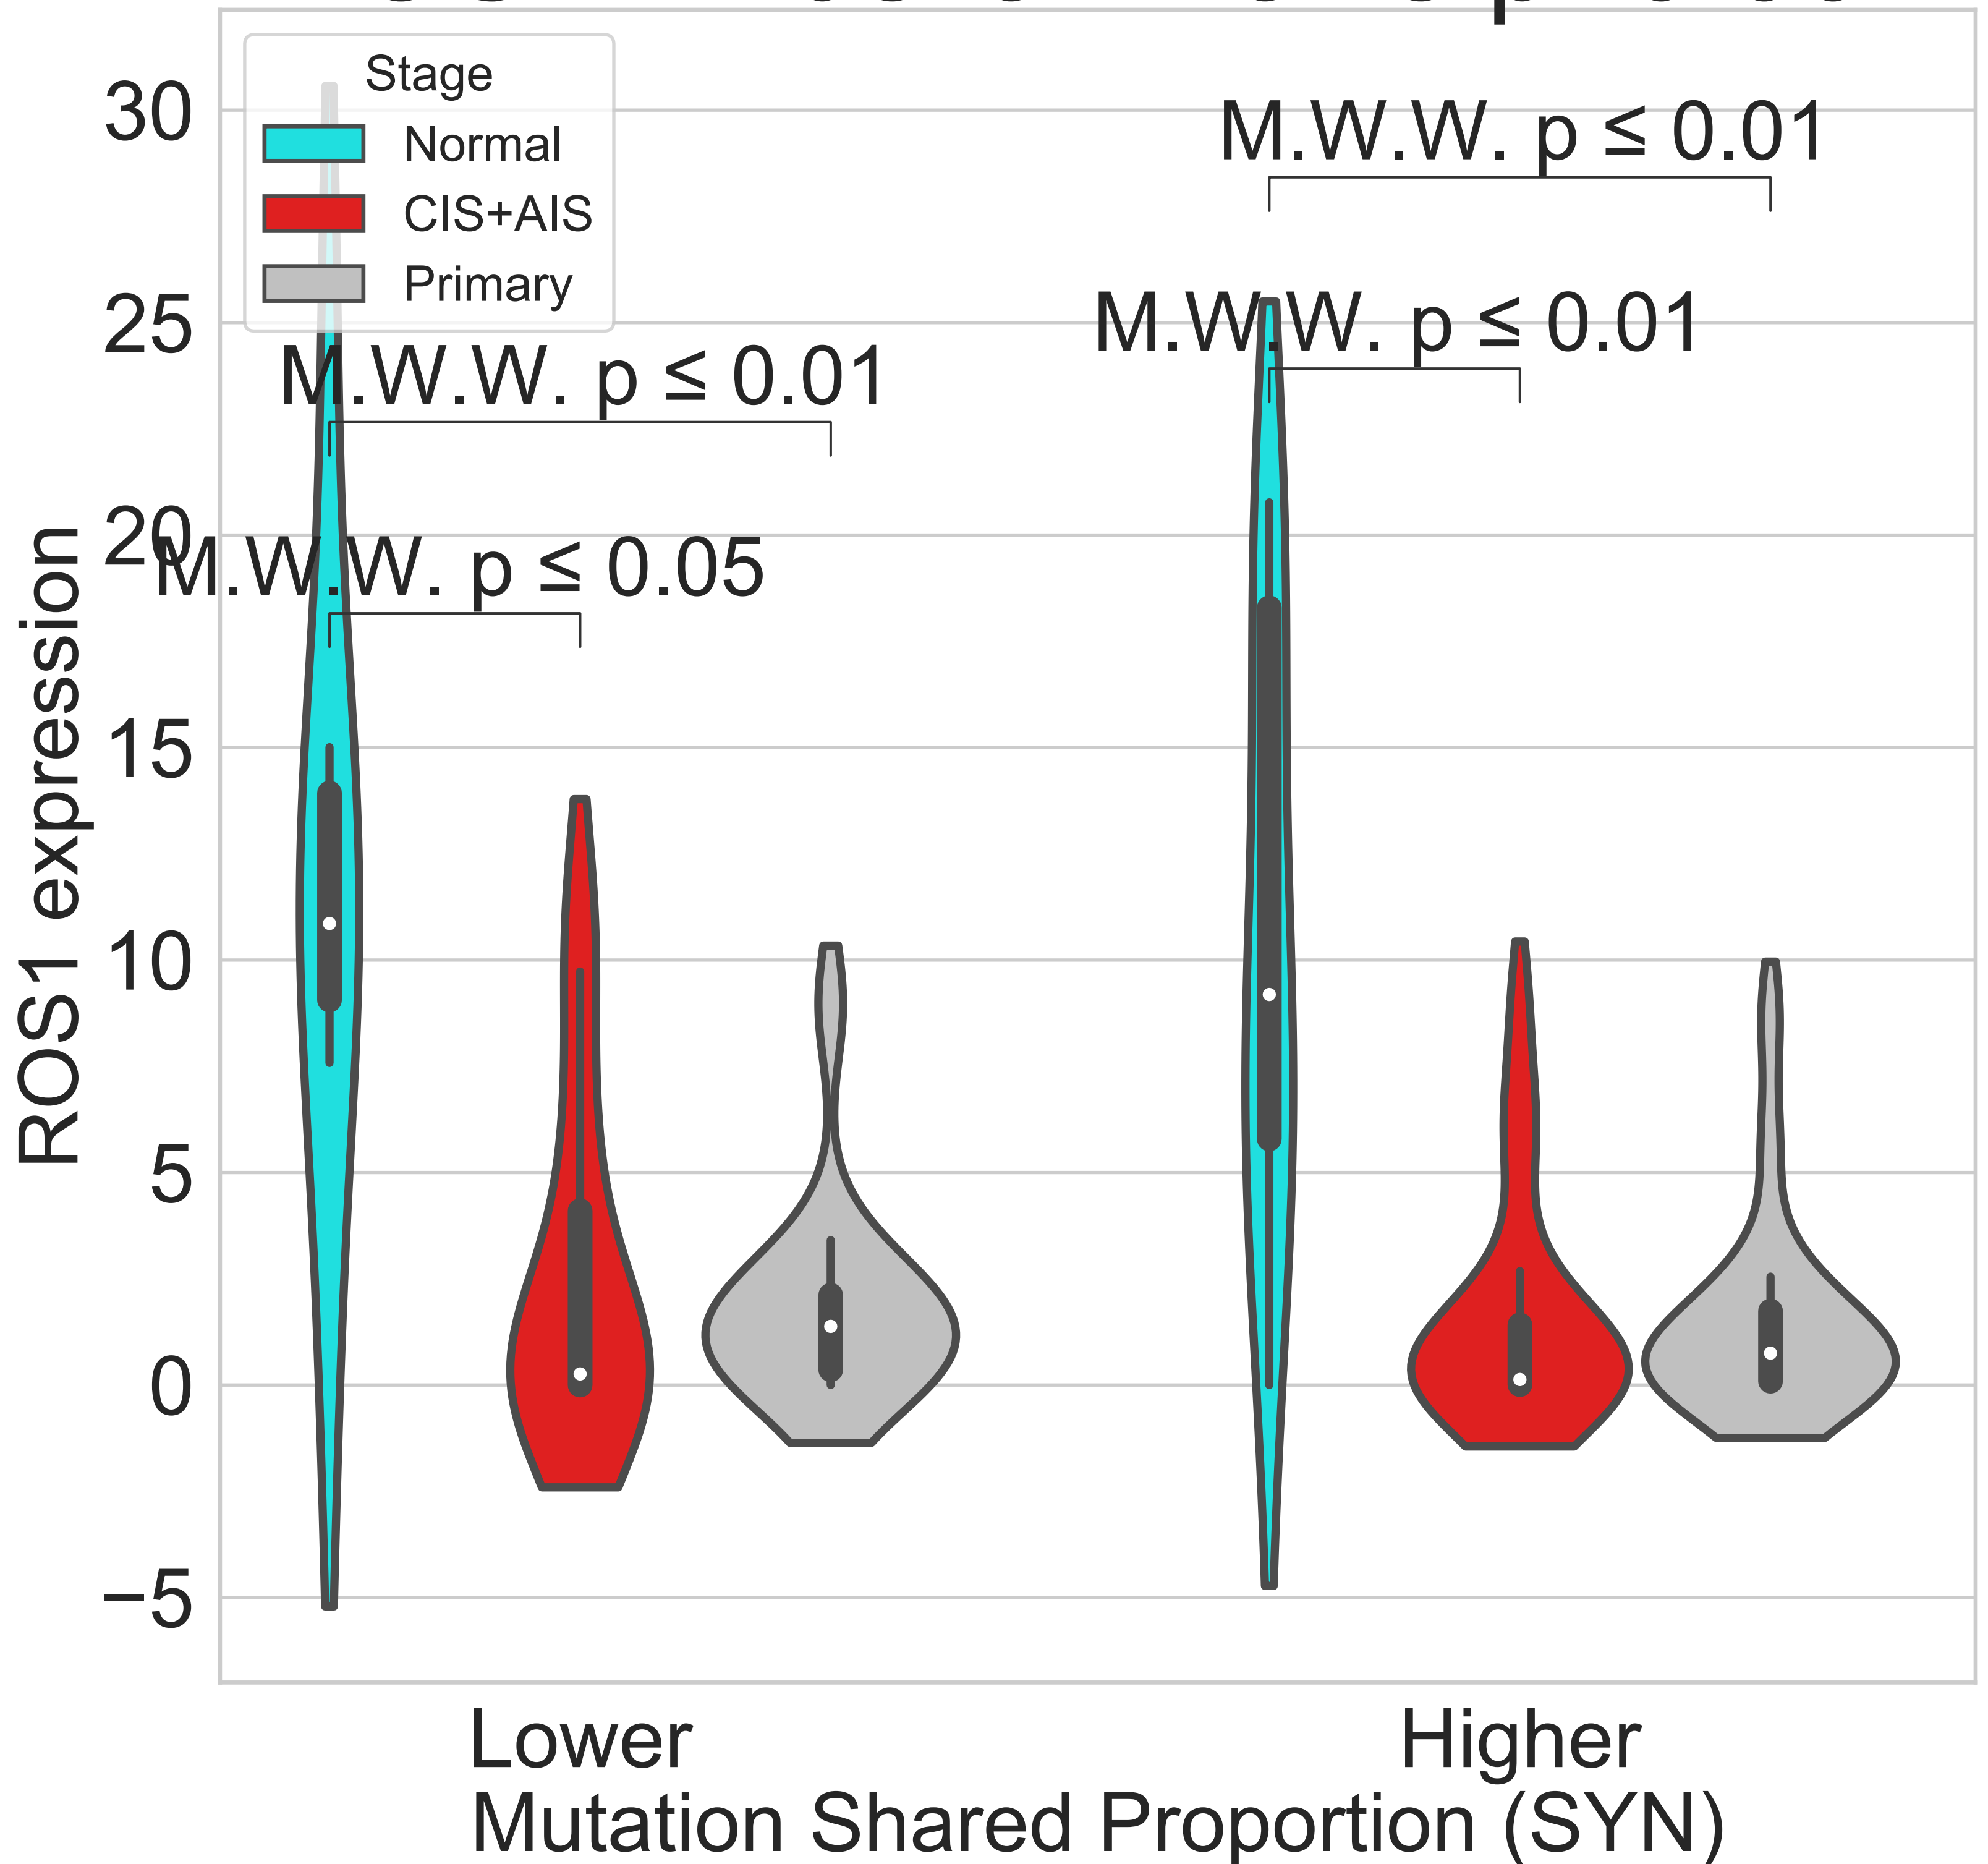 Stage
Normal
CIS+AIS
Primary
M.W.W. p ≤ 0.01
M.W.W. p ≤ 0.01
M.W.W. p ≤ 0.01
M.W.W. p ≤ 0.05
30
25
20
15
10
5
0
−5
ROS1 expression
Lower
Higher
Mutation Shared Proportion (SYN)